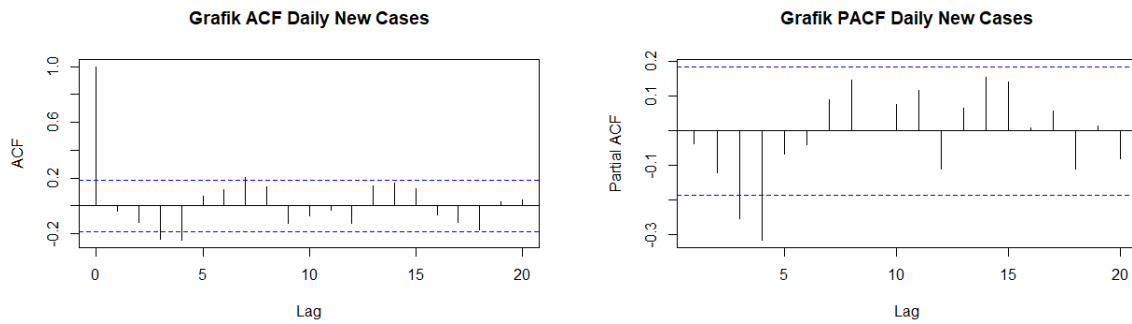 Grafik ACF Daily New Cases
ACF
1.0
0.6
0.2
-0.2
0 5 10 15 20
Lag
Grafik PACF Daily New Cases
Partial ACF
0.2
0.1
-0.1
-0.3
5 10 15 20
Lag